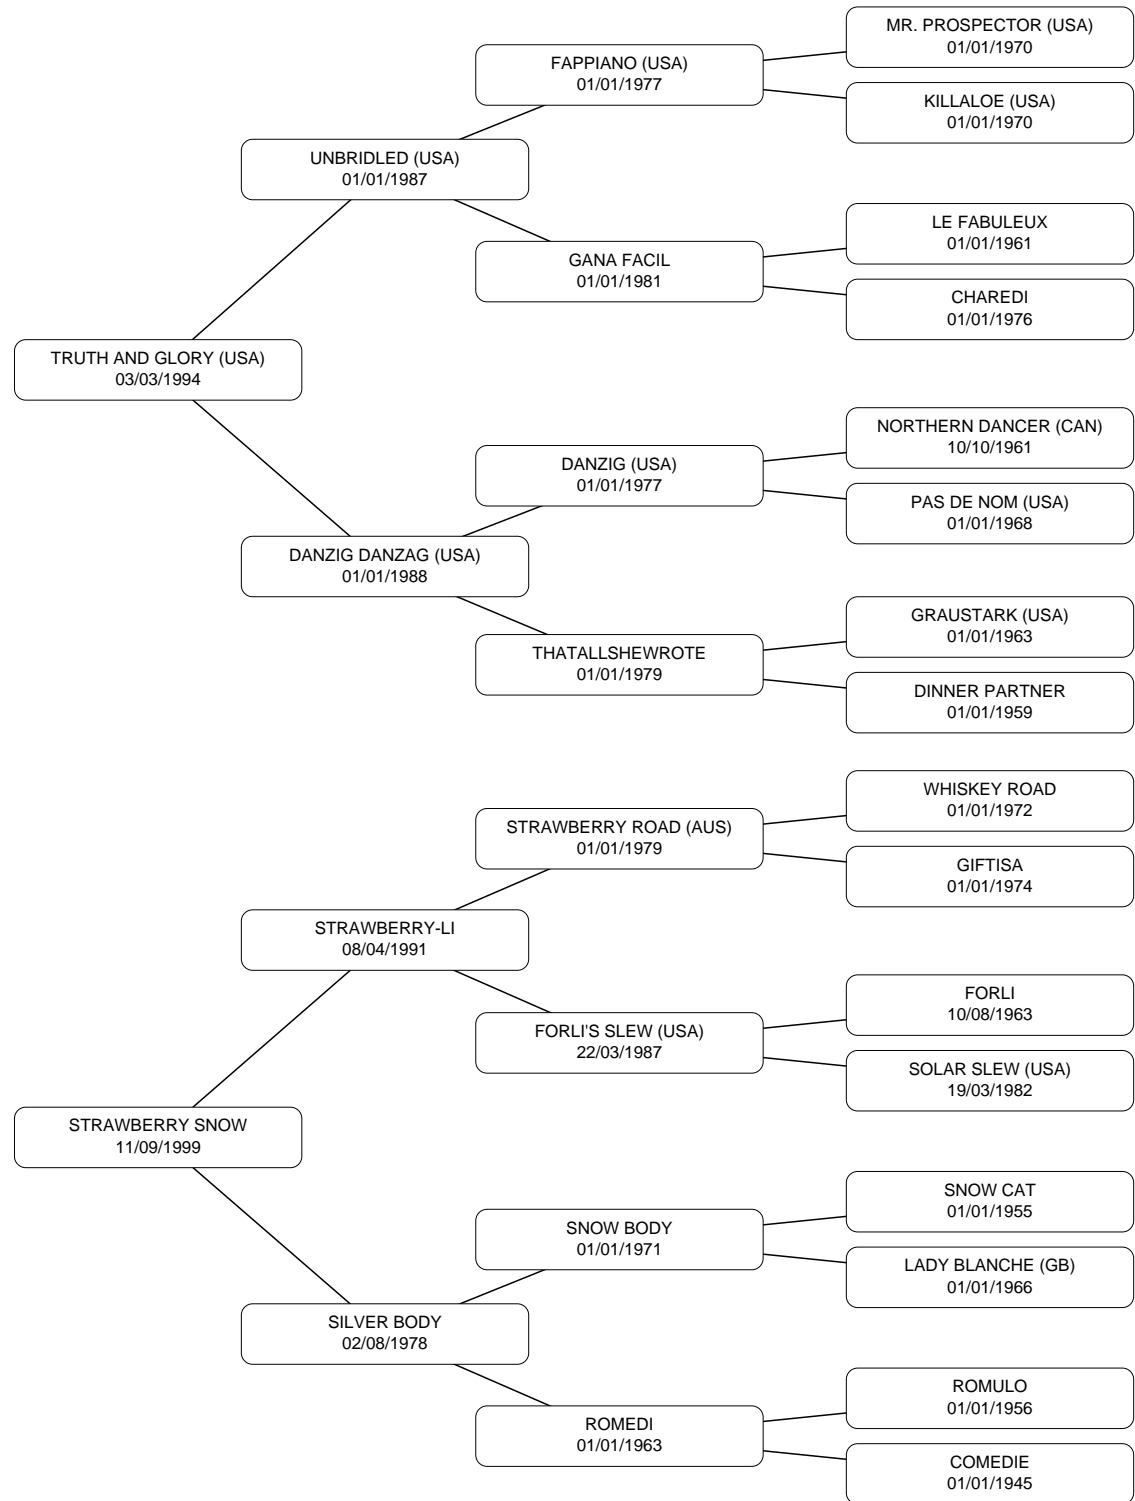 MR. PROSPECTOR (USA)
01/01/1970
FAPPIANO (USA)
01/01/1977
KILLALOE (USA)
01/01/1970
UNBRIDLED (USA)
01/01/1987
LE FABULEUX
01/01/1961
GANA FACIL
01/01/1981
CHAREDI
01/01/1976
TRUTH AND GLORY (USA)
03/03/1994
NORTHERN DANCER (CAN)
10/10/1961
DANZIG (USA)
01/01/1977
PAS DE NOM (USA)
01/01/1968
DANZIG DANZAG (USA)
01/01/1988
GRAUSTARK (USA)
01/01/1963
THATALLSHEWROTE
01/01/1979
DINNER PARTNER
01/01/1959
WHISKEY ROAD
01/01/1972
STRAWBERRY ROAD (AUS)
01/01/1979
GIFTISA
01/01/1974
STRAWBERRY-LI
08/04/1991
FORLI
10/08/1963
FORLI'S SLEW (USA)
22/03/1987
SOLAR SLEW (USA)
19/03/1982
STRAWBERRY SNOW
11/09/1999
SNOW CAT
01/01/1955
SNOW BODY
01/01/1971
LADY BLANCHE (GB)
01/01/1966
SILVER BODY
02/08/1978
ROMULO
01/01/1956
ROMEDI
01/01/1963
COMEDIE
01/01/1945